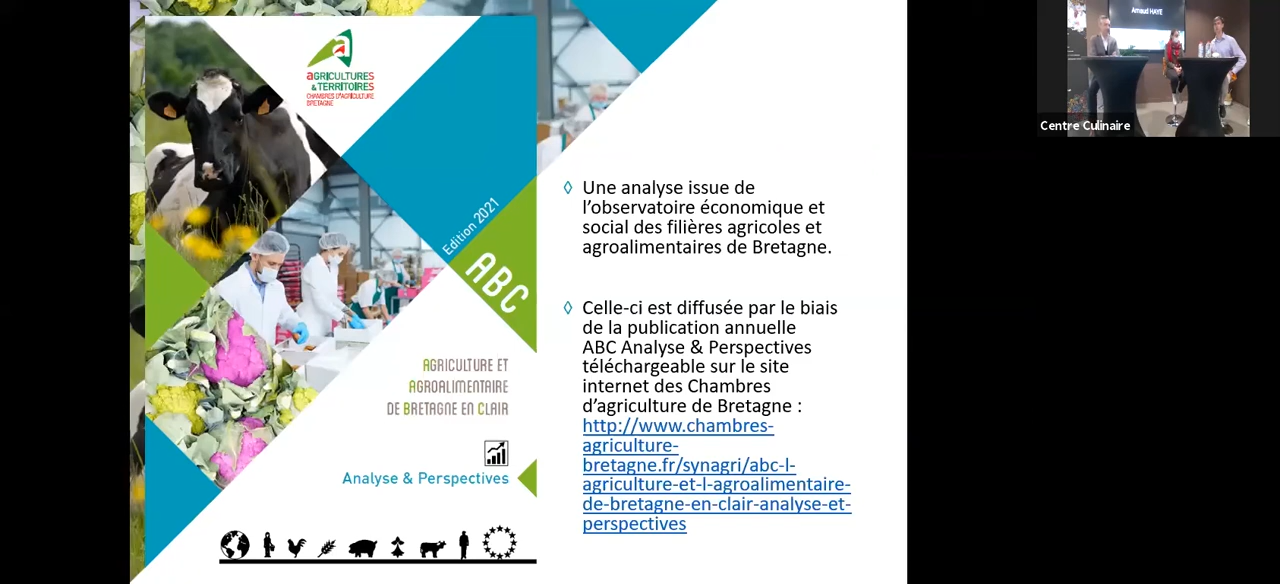 aGRICULTURES
& TERRITOIRES
CHAMBRES D'AGRICULTURE
BRETAGNE
Edition 2021
ABC
AGRICULTURE ET
AGROALIMENTAIRE
DE BRETAGNE EN CLAIR
Analyse & Perspectives
◊ Une analyse issue de
l’observatoire économique et
social des filières agricoles et
agroalimentaires de Bretagne.
◊ Celle-ci est diffusée par le biais
de la publication annuelle
ABC Analyse & Perspectives
téléchargeable sur le site
internet des Chambres
d’agriculture de Bretagne :
http://www.chambres-
agriculture-
bretagne.fr/synagri/abc-l-
agriculture-et-l-agroalimentaire-
de-bretagne-en-clair-analyse-et-
perspectives
Arnaud HAYE
Centre Culinaire